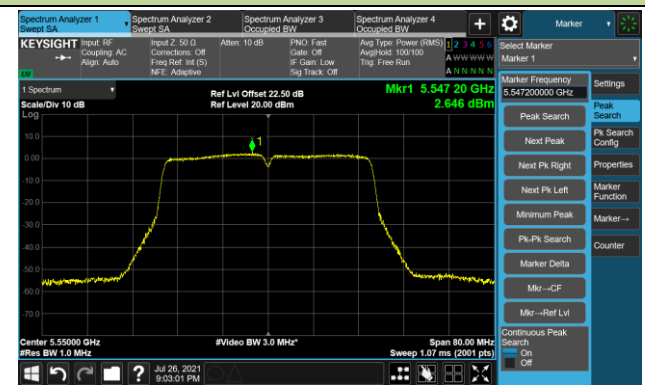 Spectrum Analyzer 1
Swept SA
Spectrum Analyzer 2
Swept SA
Spectrum Analyzer 3
Occupied BW
Spectrum Analyzer 4
Occupied BW
+
Marker
KEYSIGHT
Input: RF
Coupling: AC
Align: Auto
Input Z: 50 Ω
Corrections: Off
Freq Ref: Int (S)
NFE: Adaptive
Atten: 10 dB
PNO: Fast
Gate: Off
IF Gain: Low
Sig Track: Off
Avg Type: Power (RMS)
Avg|Hold: 100/100
Trig: Free Run
1 2 3 4 5 6
A W W W W W
A N N N N N
Select Marker
Marker 1
1 Spectrum
Scale/Div 10 dB
Log
Ref Lvl Offset 22.50 dB
Ref Level 20.00 dBm
Mkr1 5.547 20 GHz
2.646 dBm
Marker Frequency
5.547200000 GHz
Settings
Peak Search
Next Peak
Next Pk Right
Next Pk Left
Minimum Peak
Pk-Pk Search
Marker Delta
Mkr→CF
Mkr→Ref Lvl
Continuous Peak
Search
On
Off
Peak
Search
Pk Search
Config
Properties
Marker
Function
Marker→
Counter
1
10.0
0.00
-10.0
-20.0
-30.0
-40.0
-50.0
-60.0
-70.0
Center 5.55000 GHz
#Res BW 1.0 MHz
#Video BW 3.0 MHz*
Span 80.00 MHz
Sweep 1.07 ms (2001 pts)
?
Jul 26, 2021
9:03:01 PM